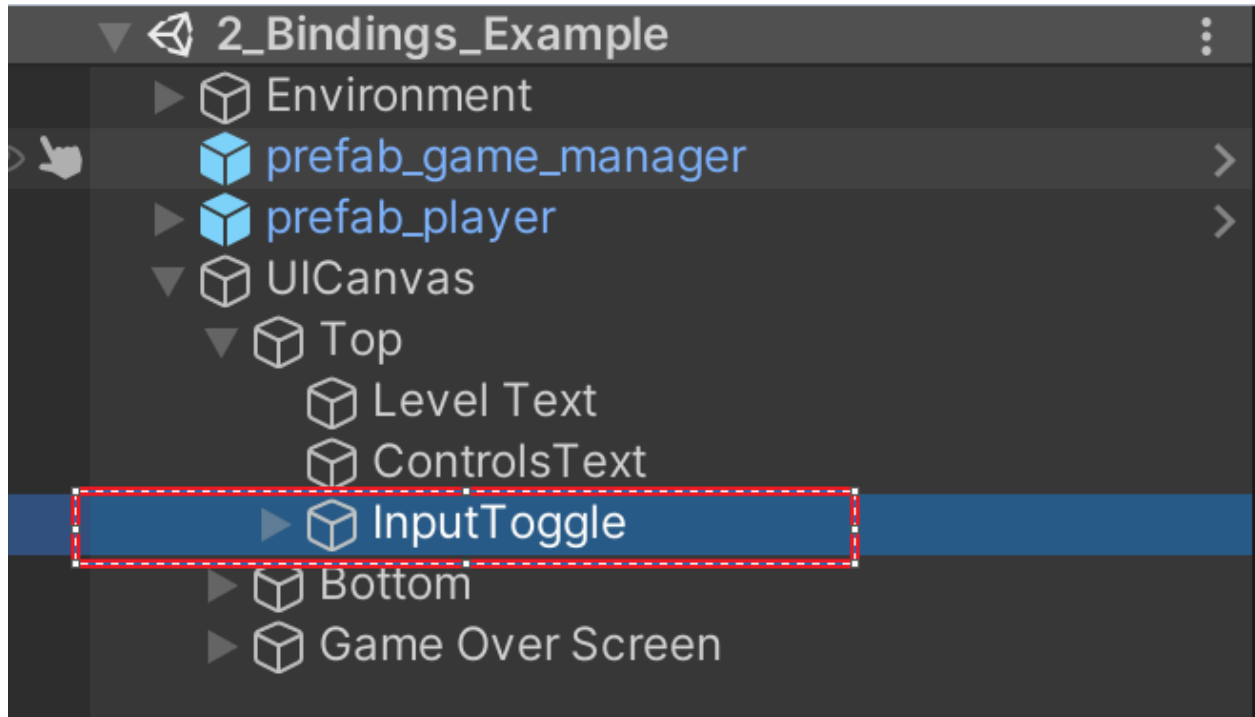 2_Bindings_Example
Environment
prefab_game_manager
prefab_player
UICanvas
Top
Level Text
ControlsText
InputToggle
Bottom
Game Over Screen